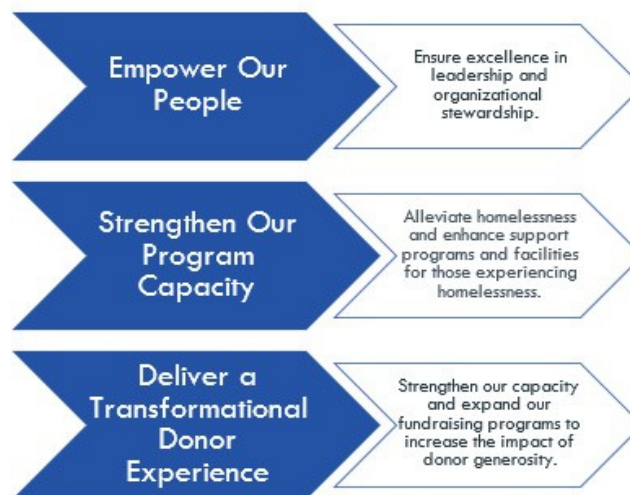 Empower Our
People
Ensure excellence in
leadership and
organizational
stewardship.
Strengthen Our
Program
Capacity
Alleviate homelessness
and enhance support
programs and facilities
for those experiencing
homelessness.
Deliver a
Transformational
Donor
Experience
Strengthen our capacity
and expand our
fundraising programs to
increase the impact of
donor generosity.